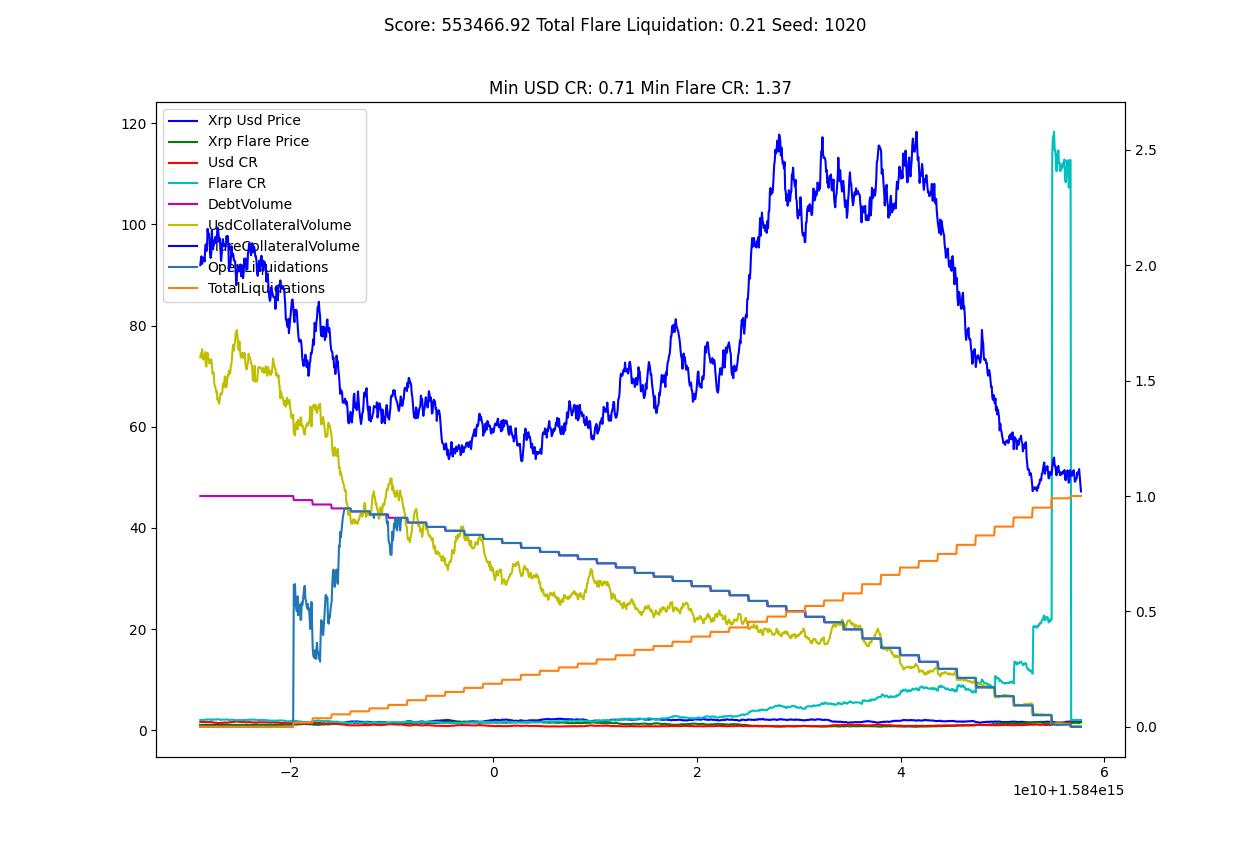 Score: 553466.92 Total Flare Liquidation: 0.21 Seed: 1020
Min USD CR: 0.71 Min Flare CR: 1.37
Xrp Usd Price
Xrp Flare Price
Usd CR
Flare CR
DebtVolume
UsdCollateralVolume
FlareCollateralVolume
OpenLiquidations
TotalLiquidations
120
100
80
60
40
20
0
2.5
2.0
1.5
1.0
0.5
0.0
−2 0 2 4 6
1e10+1.584e15